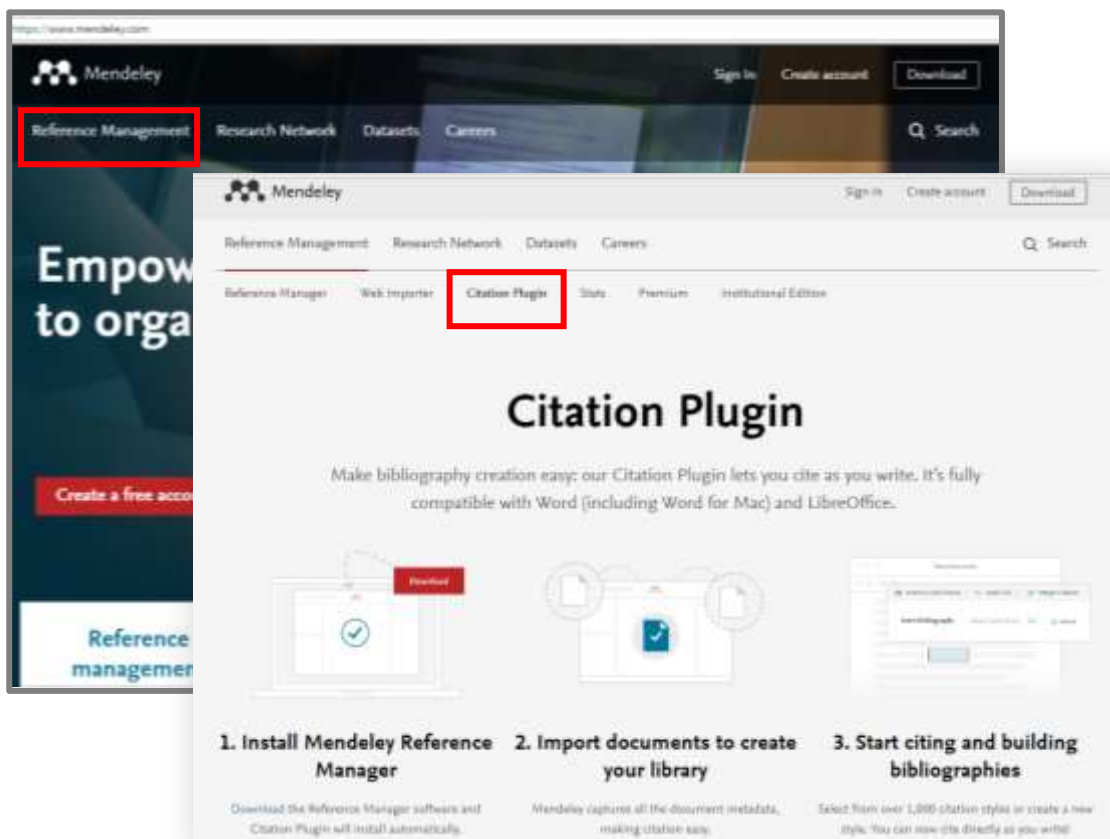 https://www.mendeley.com
Mendeley
Sign In Create account Download
Reference Management Research Network Datasets Careers Search
Empow
to orga
Create a free acco
Reference
managemen
Mendeley
Sign In Create account Download
Reference Management Research Network Datasets Careers Search
Reference Manager Web Importer Citation Plugin Stats Premium Institutional Edition
Citation Plugin
Make bibliography creation easy: our Citation Plugin lets you cite as you write. It's fully
compatible with Word (including Word for Mac) and LibreOffice.
Download
1. Install Mendeley Reference
Manager
Download the Reference Manager software and
Citation Plugin will install automatically.
2. Import documents to create
your library
Mendeley captures all the document metadata,
making citation easy.
3. Start citing and building
bibliographies
Select from over 1,000 citation styles or create a new
style. You can now cite directly as you write!